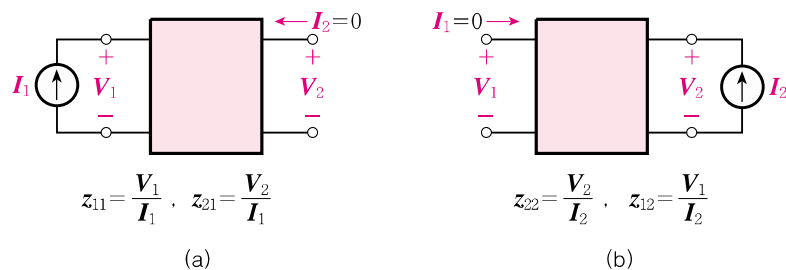 I₂=0
I₁=0
+ + + +
I₁ V₁ V₂ V₁ V₂ I₂
− − − −
z₁₁=V₁/I₁ , z₂₁=V₂/I₁
z₂₂=V₂/I₂ , z₁₂=V₁/I₂
(a)
(b)